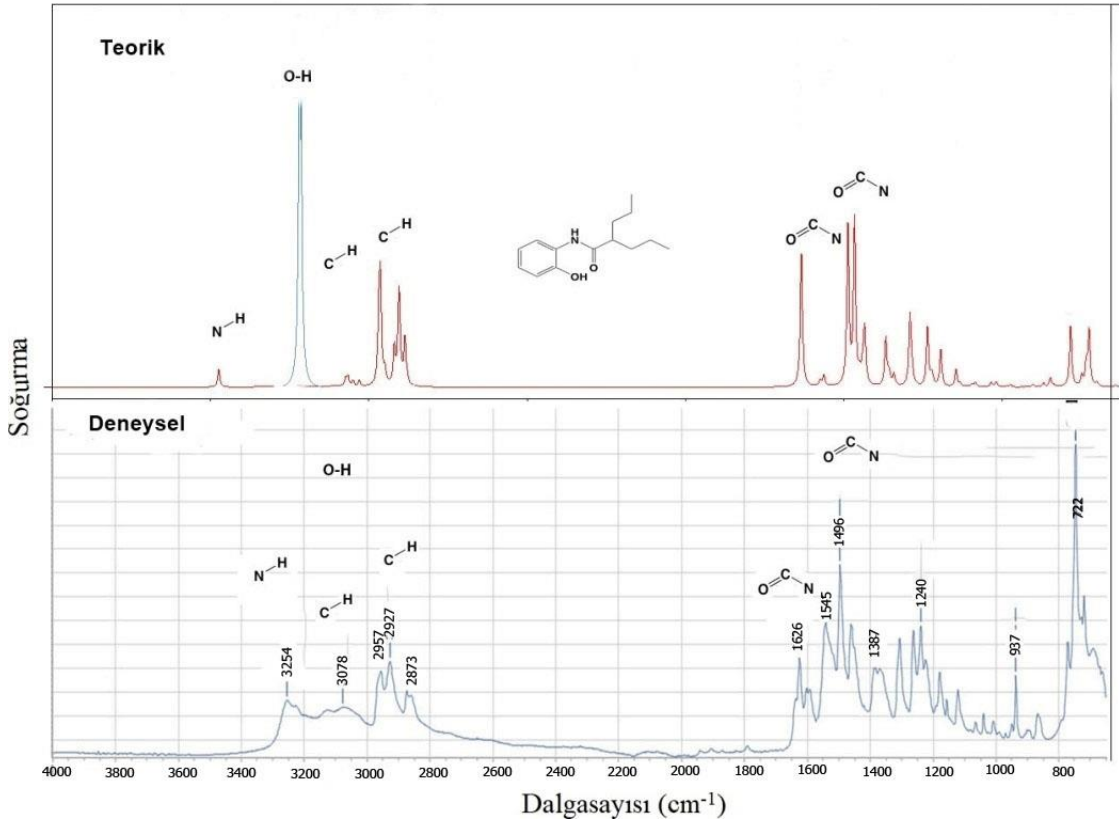 Teorik
O-H
C H
C H
N H
H
N
O
OH
O C N
O C N
Soğurma
Deneysel
O-H
N H
C H
C H
O C N
O C N
3254
3078
2957
2927
2873
1626
1545
1496
1387
1240
937
722
4000 3800 3600 3400 3200 3000 2800 2600 2400 2200 2000 1800 1600 1400 1200 1000 800
Dalgasayısı (cm-1)